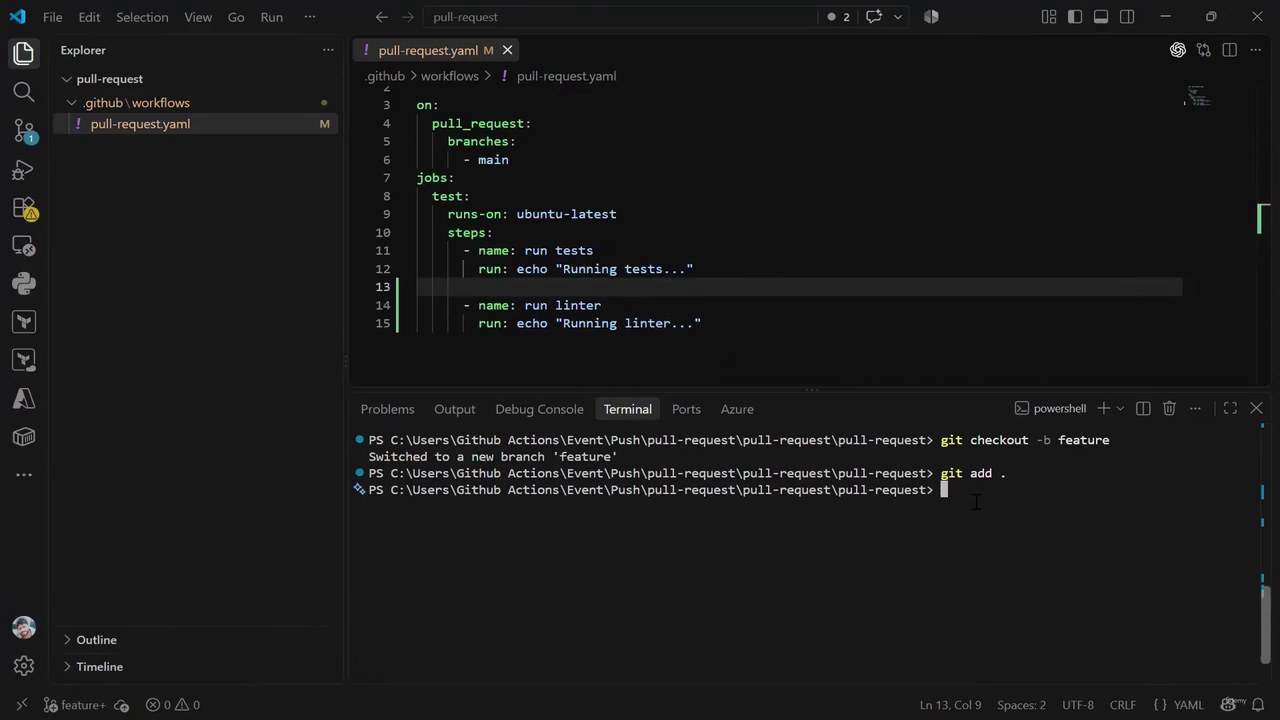 File Edit Selection View Go Run ···
pull-request
2
Explorer
pull-request
.github\workflows
pull-request.yaml M
Outline
Timeline
pull-request.yaml M
.github > workflows > pull-request.yaml
2
3 on:
4 pull_request:
5 branches:
6 - main
7 jobs:
8 test:
9 runs-on: ubuntu-latest
10 steps:
11 - name: run tests
12 run: echo "Running tests..."
13
14 - name: run linter
15 run: echo "Running linter..."
Problems Output Debug Console Terminal Ports Azure
powershell
PS C:\Users\Github Actions\Event\Push\pull-request\pull-request\pull-request> git checkout -b feature
Switched to a new branch 'feature'
PS C:\Users\Github Actions\Event\Push\pull-request\pull-request\pull-request> git add .
PS C:\Users\Github Actions\Event\Push\pull-request\pull-request\pull-request>
1
feature+ 0 0 Ln 13, Col 9 Spaces: 2 UTF-8 CRLF { } YAML